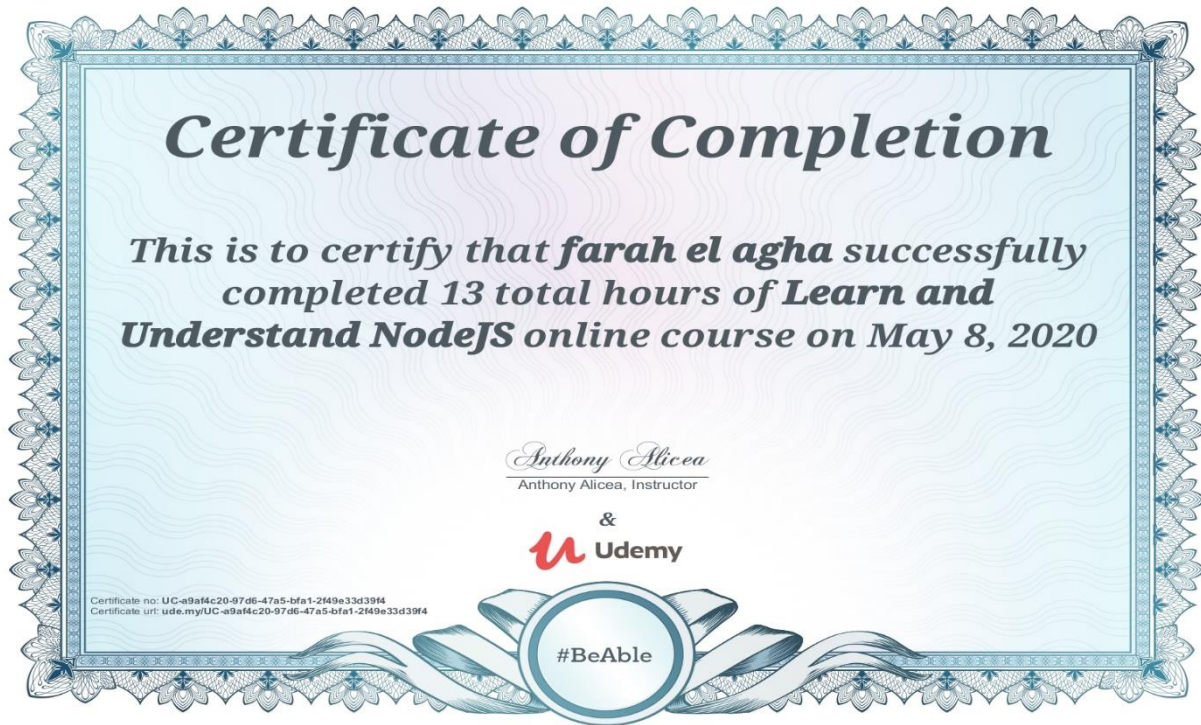 Certificate of Completion
This is to certify that farah el agha successfully
completed 13 total hours of Learn and
Understand NodeJS online course on May 8, 2020
Anthony Alicea
Anthony Alicea, Instructor
&
Udemy
Certificate no: UC-a9af4c20-97d6-47a5-bfa1-2f49e33d39f4
Certificate url: ude.my/UC-a9af4c20-97d6-47a5-bfa1-2f49e33d39f4
#BeAble